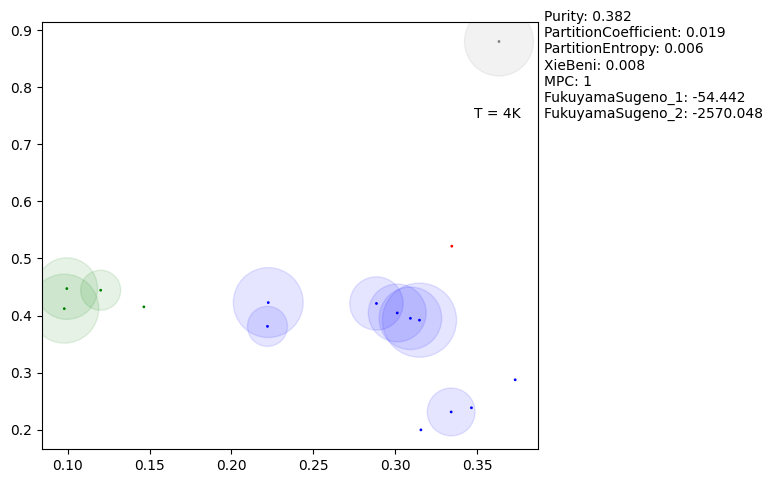 Purity: 0.382
PartitionCoefficient: 0.019
PartitionEntropy: 0.006
XieBeni: 0.008
MPC: 1
FukuyamaSugeno_1: -54.442
FukuyamaSugeno_2: -2570.048
T = 4K
0.9
0.8
0.7
0.6
0.5
0.4
0.3
0.2
0.10 0.15 0.20 0.25 0.30 0.35